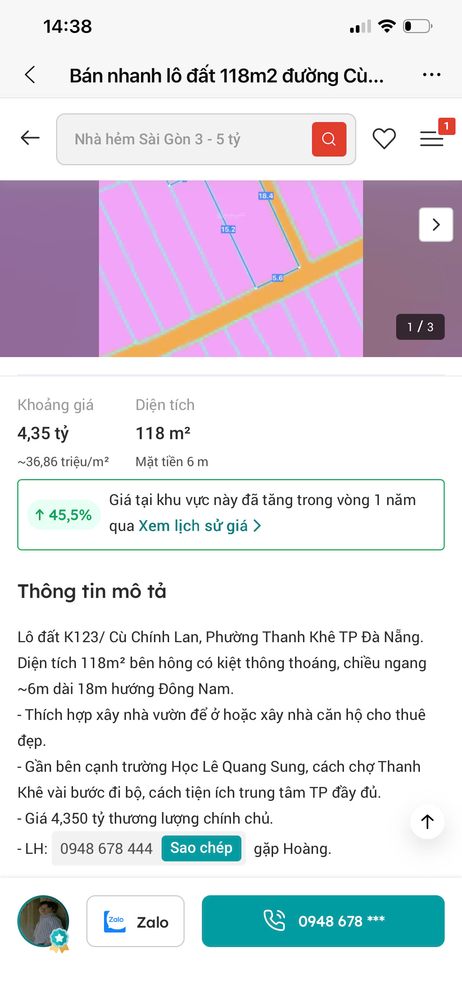 14:38
Bán nhanh lô đất 118m2 đường Cù...
Nhà hẻm Sài Gòn 3 - 5 tỷ
1
18.4
15.2
5.6
1 / 3
Khoảng giá
Diện tích
4,35 tỷ
118 m²
~36,86 triệu/m²
Mặt tiền 6 m
45,5%
Giá tại khu vực này đã tăng trong vòng 1 năm
qua Xem lịch sử giá
Thông tin mô tả
Lô đất K123/ Cù Chính Lan, Phường Thanh Khê TP Đà Nẵng.
Diện tích 118m² bên hông có kiệt thông thoáng, chiều ngang
~6m dài 18m hướng Đông Nam.
- Thích hợp xây nhà vườn để ở hoặc xây nhà căn hộ cho thuê
đẹp.
- Gần bên cạnh trường Học Lê Quang Sung, cách chợ Thanh
Khê vài bước đi bộ, cách tiện ích trung tâm TP đầy đủ.
- Giá 4,350 tỷ thương lượng chính chủ.
- LH: 0948 678 444 Sao chép gặp Hoàng.
Zalo
Zalo
0948 678 ***